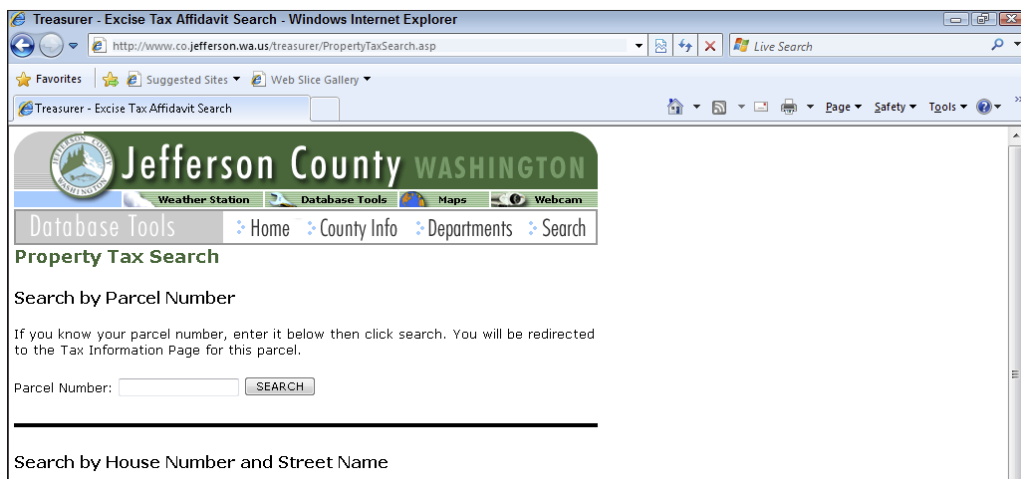 Treasurer - Excise Tax Affidavit Search - Windows Internet Explorer
http://www.co.jefferson.wa.us/treasurer/PropertyTaxSearch.asp
Live Search
Favorites Suggested Sites Web Slice Gallery
Treasurer - Excise Tax Affidavit Search
Page Safety Tools
Jefferson County WASHINGTON
Weather Station Database Tools Maps Webcam
Database Tools Home County Info Departments Search
Property Tax Search
Search by Parcel Number
If you know your parcel number, enter it below then click search. You will be redirected
to the Tax Information Page for this parcel.
Parcel Number: SEARCH
Search by House Number and Street Name